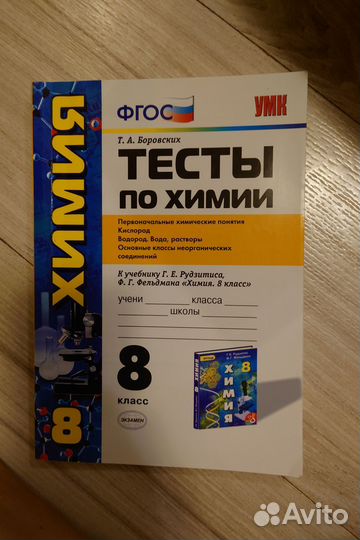 ФГОС
УМК
Т. А. Боровских
ТЕСТЫ
ПО ХИМИИ
Первоначальные химические понятия
Кислород
Водород. Вода, растворы
Основные классы неорганических
соединений
К учебнику Г. Е. Рудзитиса,
Ф. Г. Фельдмана «Химия. 8 класс»
учени класса
школы
8
класс
ЭКЗАМЕН
ХИМИЯ
8
ХИМИЯ
8
Avito